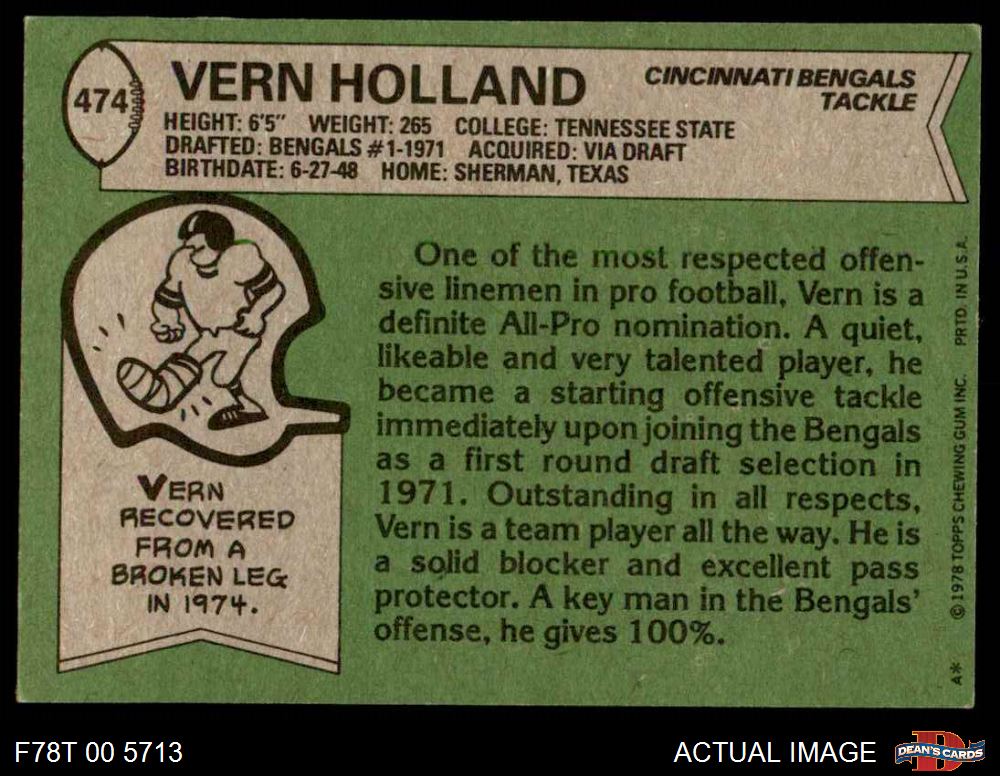 474
VERN HOLLAND
CINCINNATI BENGALS
TACKLE
HEIGHT: 6'5" WEIGHT: 265 COLLEGE: TENNESSEE STATE
DRAFTED: BENGALS #1-1971 ACQUIRED: VIA DRAFT
BIRTHDATE: 6-27-48 HOME: SHERMAN, TEXAS
One of the most respected offen-
sive linemen in pro football, Vern is a
definite All-Pro nomination. A quiet,
likeable and very talented player, he
became a starting offensive tackle
immediately upon joining the Bengals
as a first round draft selection in
1971. Outstanding in all respects,
Vern is a team player all the way. He is
a solid blocker and excellent pass
protector. A key man in the Bengals'
offense, he gives 100%.
VERN
RECOVERED
FROM A
BROKEN LEG
IN 1974.
A* © 1978 TOPPS CHEWING GUM INC. PRTD. IN U.S.A.
F78T 00 5713
ACTUAL IMAGE
DEAN'S CARDS